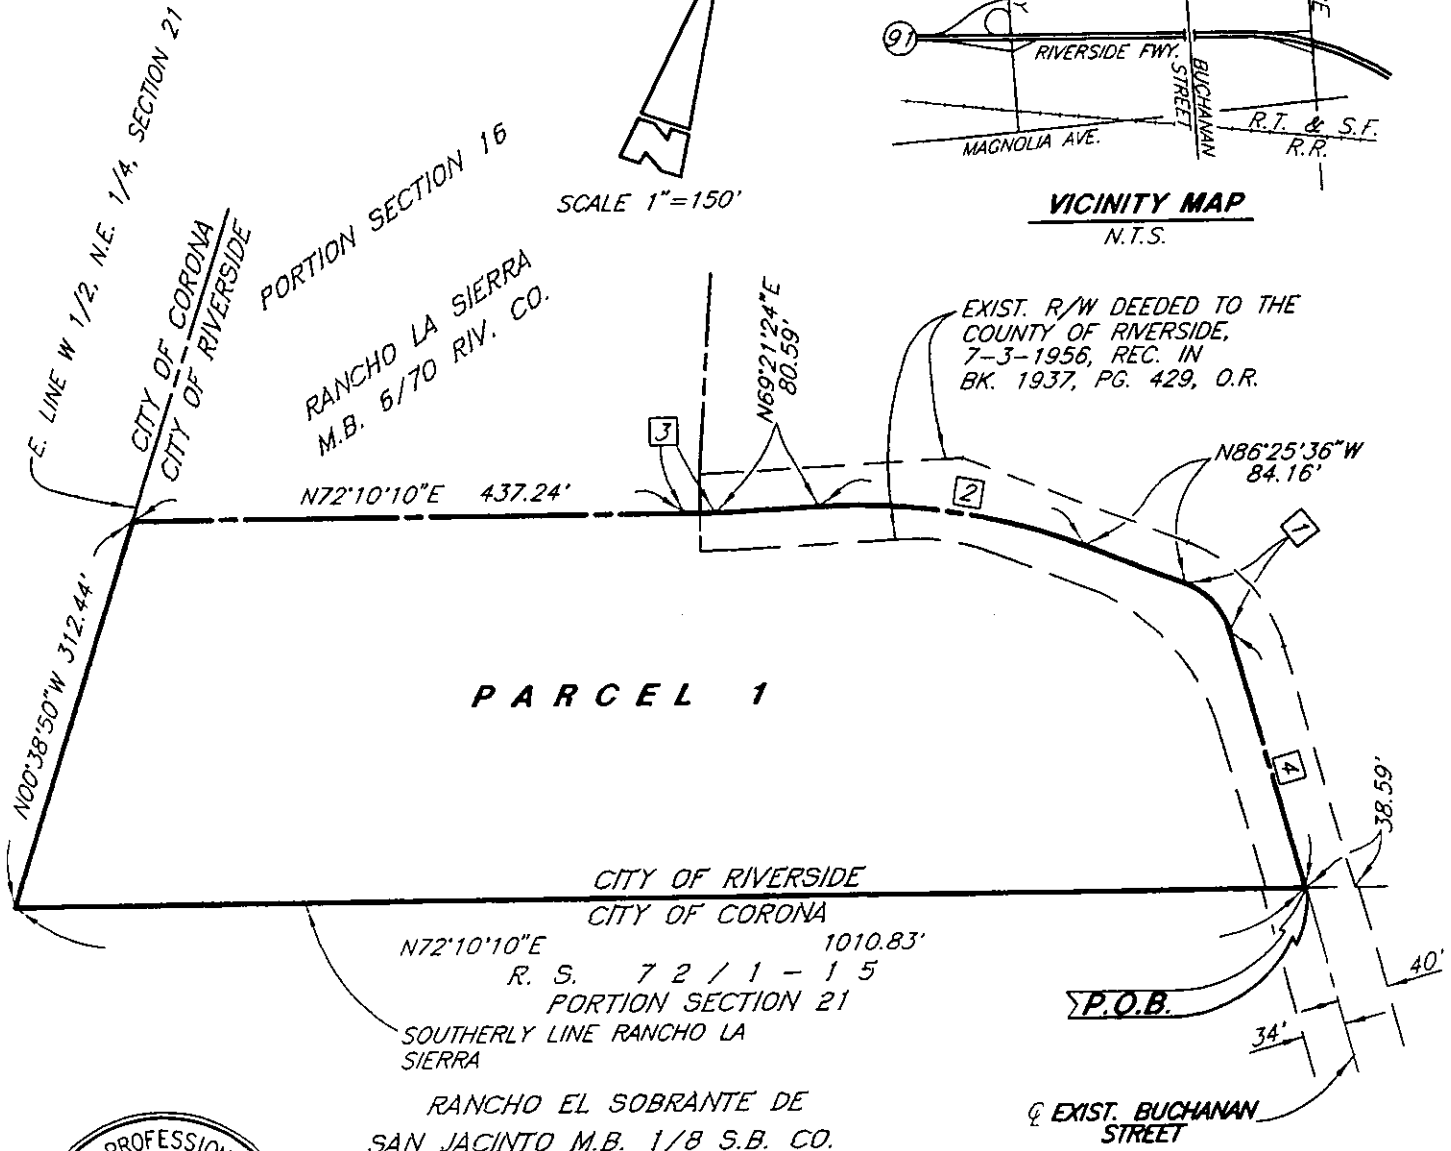 E. LINE W 1/2, N.E. 1/4, SECTION 21
CITY OF CORONA
CITY OF RIVERSIDE
PORTION SECTION 16
RANCHO LA SIERRA
M.B. 6/70 RIV. CO.
SCALE 1"=150'
91
RIVERSIDE FWY.
BUCHANAN
STREET
MAGNOLIA AVE.
R.T. & S.F.
R.R.
VICINITY MAP
N.T.S.
EXIST. R/W DEEDED TO THE
COUNTY OF RIVERSIDE,
7-3-1956, REC. IN
BK. 1937, PG. 429, O.R.
N69°21'24"E
80.59'
3
N72°10'10"E 437.24'
2
N86°25'36"W
84.16'
1
N00°38'50"W 312.44'
PARCEL 1
4
38.59'
CITY OF RIVERSIDE
CITY OF CORONA
N72°10'10"E 1010.83'
R. S. 72/1-15
PORTION SECTION 21
SOUTHERLY LINE RANCHO LA
SIERRA
P.O.B.
40'
34'
RANCHO EL SOBRANTE DE
SAN JACINTO M.B. 1/8 S.B. CO.
℄ EXIST. BUCHANAN
STREET
PROFESSION